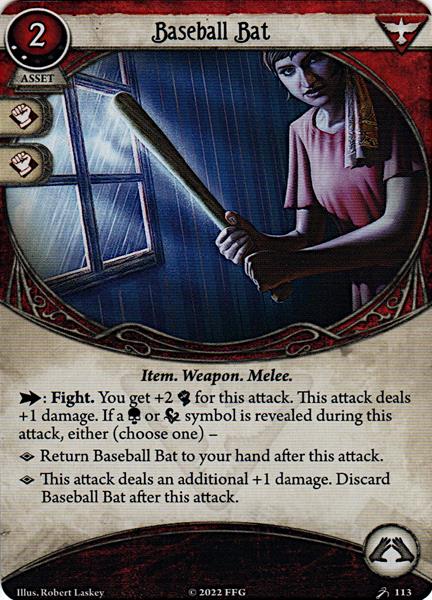 Baseball Bat
2
ASSET
Item. Weapon. Melee.
: Fight. You get +2 for this attack. This attack deals
+1 damage. If a or symbol is revealed during this
attack, either (choose one) –
Return Baseball Bat to your hand after this attack.
This attack deals an additional +1 damage. Discard
Baseball Bat after this attack.
Illus. Robert Laskey
© 2022 FFG
113